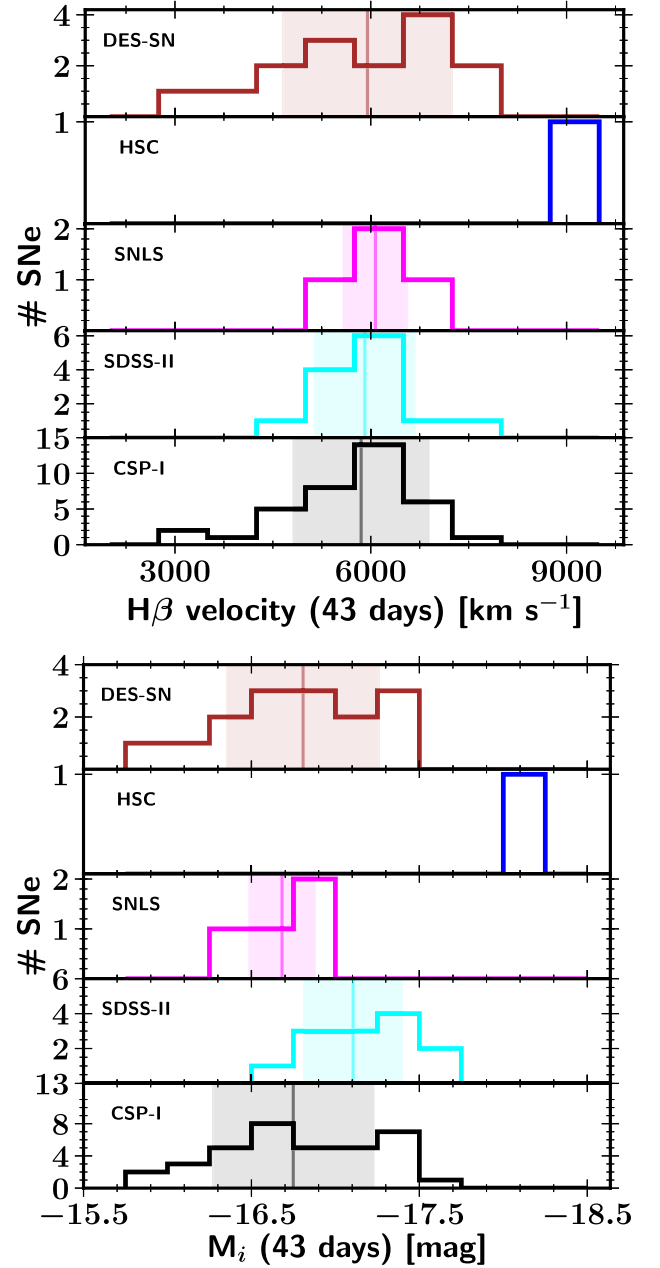 4
DES-SN
2
1
1
HSC
2
SNLS
1
# SNe
6
6
SDSS-II
4
2
15
CSP-I
10
5
0
3000 6000 9000
Hβ velocity (43 days) [km s⁻¹]
4
DES-SN
2
1
HSC
2
SNLS
1
# SNe
6
SDSS-II
4
2
13
CSP-I
8
4
0
−15.5 −16.5 −17.5 −18.5
Mᵢ (43 days) [mag]